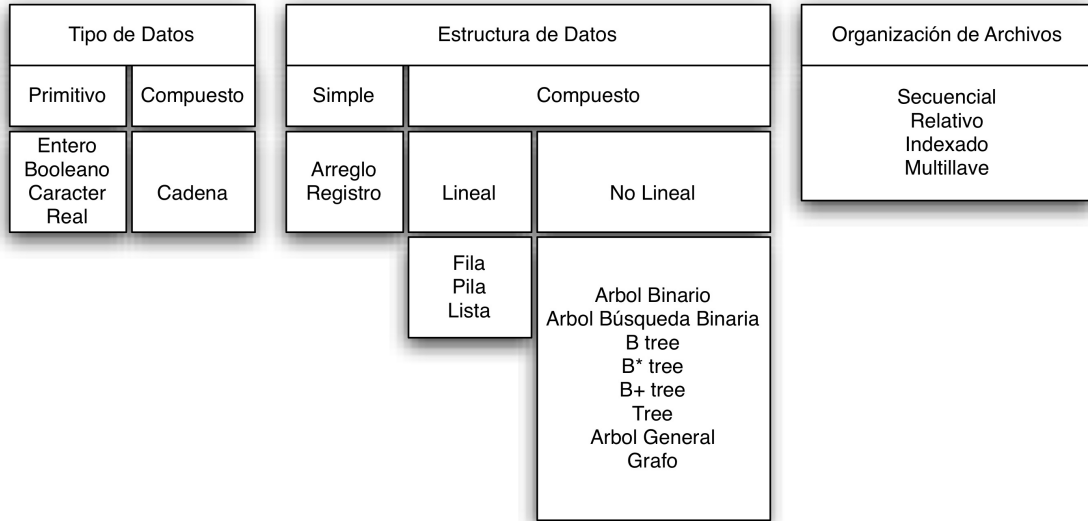 Tipo de Datos
Primitivo
Compuesto
Entero
Booleano
Caracter
Real
Cadena
Estructura de Datos
Simple
Compuesto
Arreglo
Registro
Lineal
No Lineal
Fila
Pila
Lista
Arbol Binario
Arbol Búsqueda Binaria
B tree
B* tree
B+ tree
Tree
Arbol General
Grafo
Organización de Archivos
Secuencial
Relativo
Indexado
Multillave